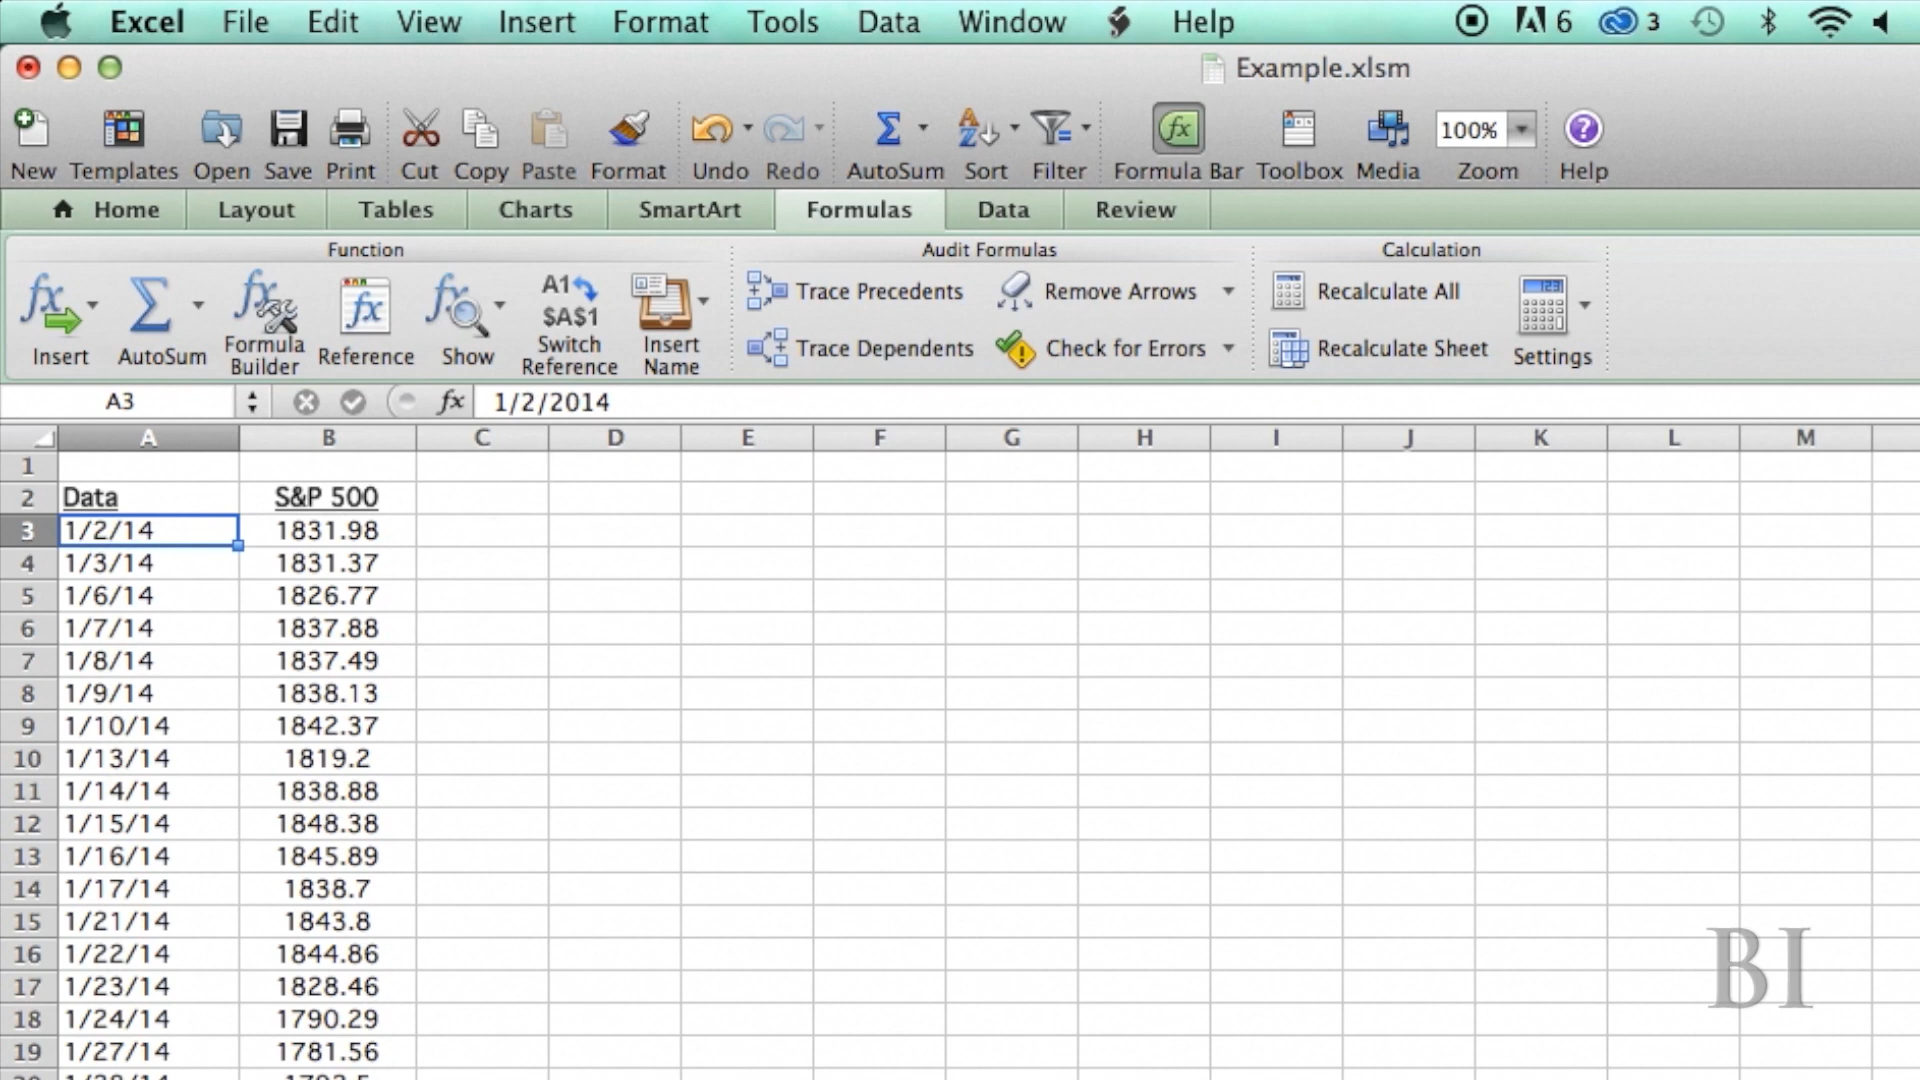 Excel File Edit View Insert Format Tools Data Window Help 6 3
Example.xlsm
100%
New Templates Open Save Print Cut Copy Paste Format Undo Redo AutoSum Sort Filter Formula Bar Toolbox Media Zoom Help
Home Layout Tables Charts SmartArt Formulas Data Review
Function Audit Formulas Calculation
Insert AutoSum Formula Builder Reference Show Switch Reference Insert Name
A1
$A$1
Trace Precedents Remove Arrows Recalculate All
Trace Dependents Check for Errors Recalculate Sheet Settings
A3 fx 1/2/2014
A B C D E F G H I J K L M
1
2 Data S&P 500
3 1/2/14 1831.98
4 1/3/14 1831.37
5 1/6/14 1826.77
6 1/7/14 1837.88
7 1/8/14 1837.49
8 1/9/14 1838.13
9 1/10/14 1842.37
10 1/13/14 1819.2
11 1/14/14 1838.88
12 1/15/14 1848.38
13 1/16/14 1845.89
14 1/17/14 1838.7
15 1/21/14 1843.8
16 1/22/14 1844.86
17 1/23/14 1828.46
18 1/24/14 1790.29
19 1/27/14 1781.56
BI